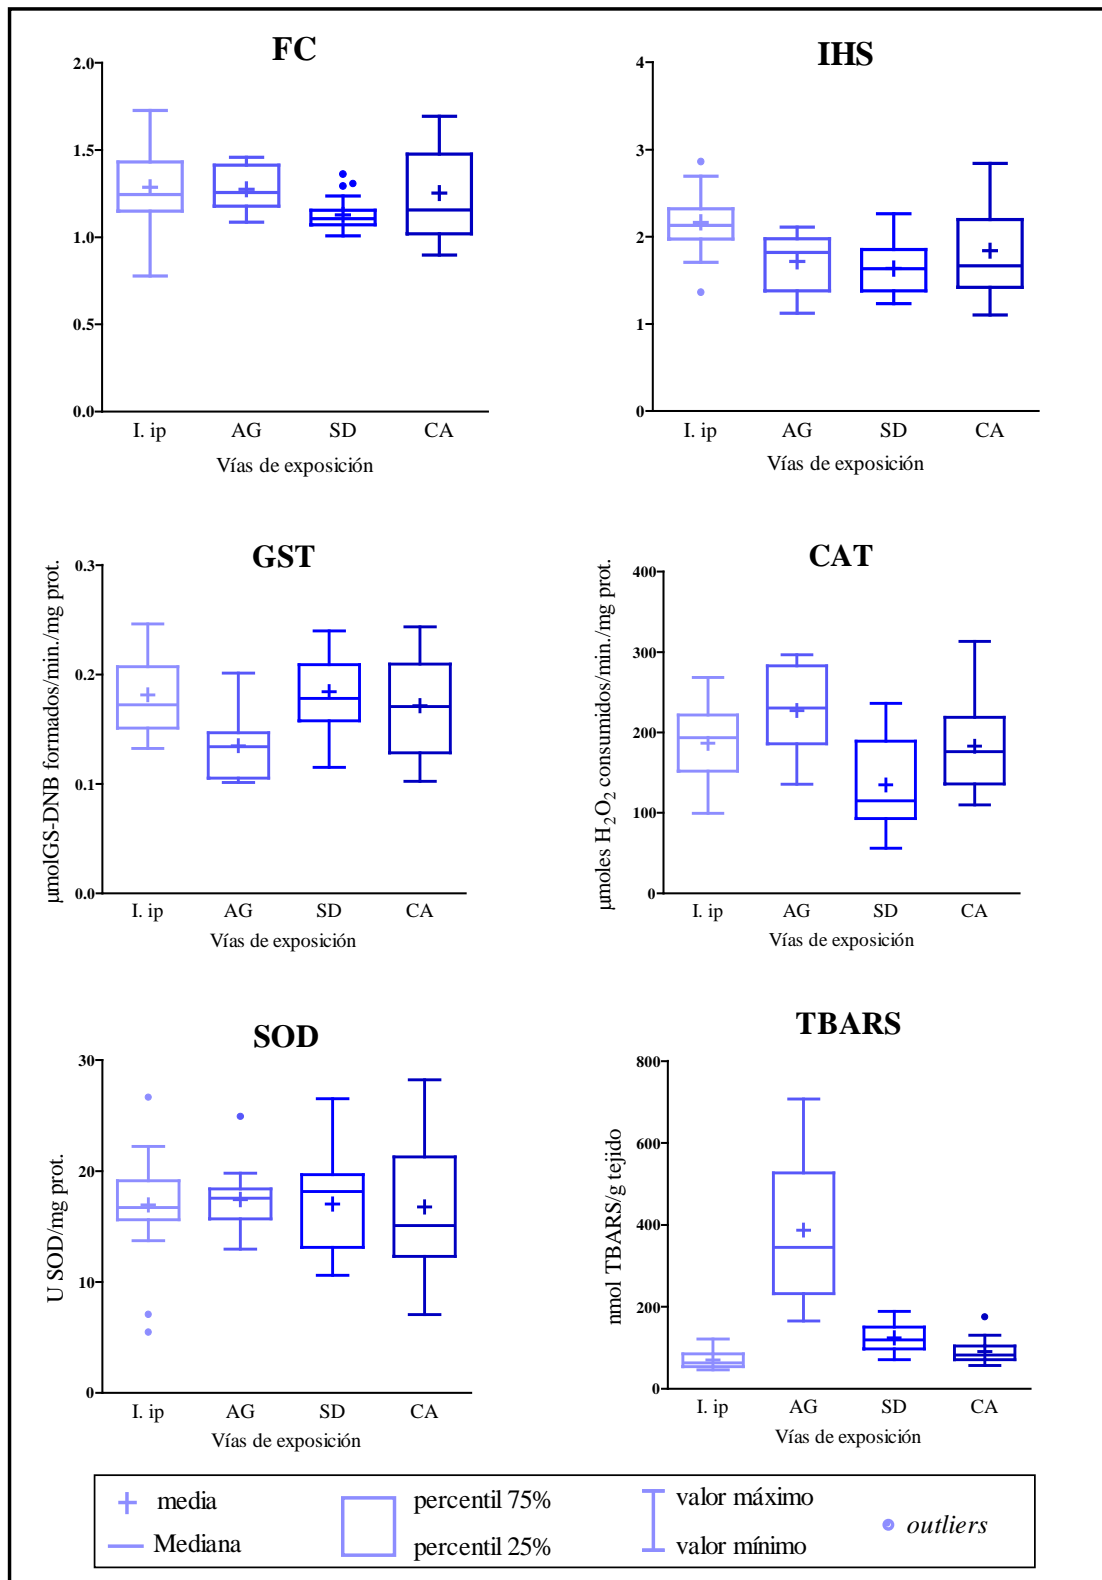 FC
2.0
1.5
1.0
0.5
0.0
I. ip AG SD CA
Vías de exposición
IHS
4
3
2
1
0
I. ip AG SD CA
Vías de exposición
GST
µmolGS-DNB formados/min./mg prot.
0.3
0.2
0.1
0.0
I. ip AG SD CA
Vías de exposición
CAT
µmoles H₂O₂ consumidos/min./mg prot.
400
300
200
100
0
I. ip AG SD CA
Vías de exposición
SOD
U SOD/mg prot.
30
20
10
0
I. ip AG SD CA
Vías de exposición
TBARS
nmol TBARS/g tejido
800
600
400
200
0
I. ip AG SD CA
Vías de exposición
media
Mediana
percentil 75%
percentil 25%
valor máximo
valor mínimo
outliers